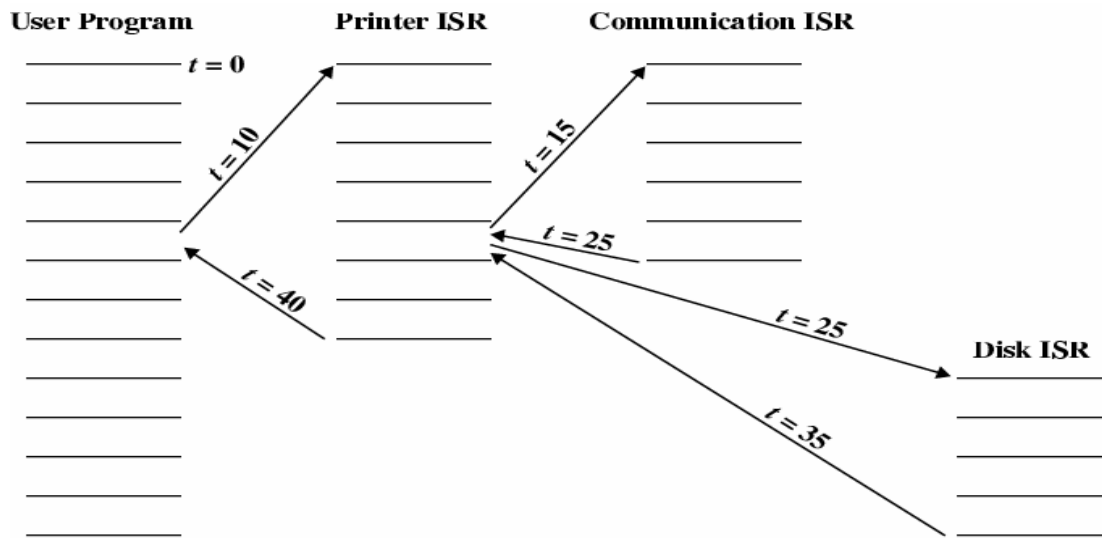 User Program
Printer ISR
Communication ISR
t = 0
t = 10
t = 15
t = 25
t = 40
t = 25
Disk ISR
t = 35